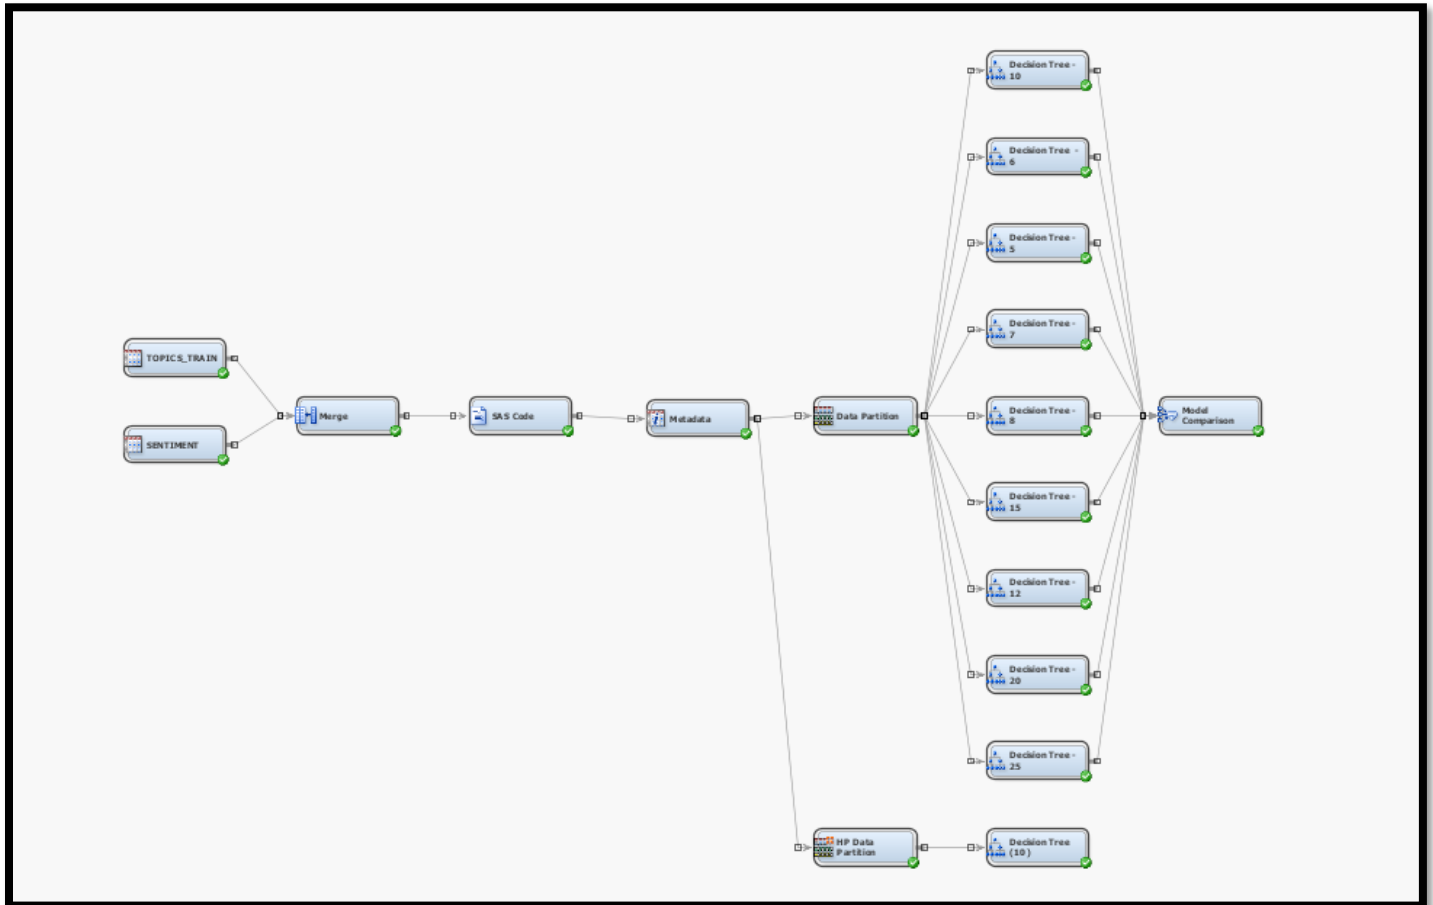 TOPICS_TRAIN
SENTIMENT
Merge
SAS Code
Metadata
Data Partition
HP Data
Partition
Decision Tree -
10
Decision Tree -
6
Decision Tree -
5
Decision Tree -
7
Decision Tree -
8
Decision Tree -
15
Decision Tree -
12
Decision Tree -
20
Decision Tree -
25
Decision Tree
(10)
Model
Comparison